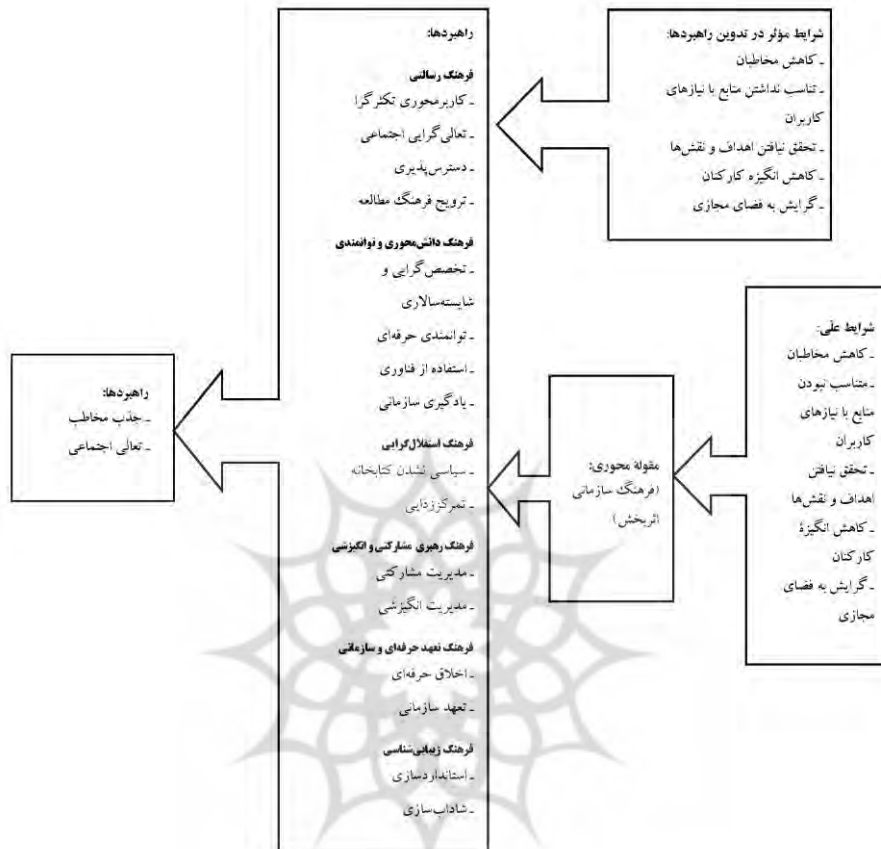 شرایط مؤثر در تدوین راهبردها:
ـ کاهش مخاطبان
ـ تناسب نداشتن منابع با نیازهای
کاربران
ـ تحقق نیافتن اهداف و نقش‌ها
ـ کاهش انگیزه کارکنان
ـ گرایش به فضای مجازی
شرایط علّی:
ـ کاهش مخاطبان
ـ متناسب نبودن
منابع با نیازهای
کاربران
ـ تحقق نیافتن
اهداف و نقش‌ها
ـ کاهش انگیزۀ
کارکنان
ـ گرایش به فضای
مجازی
مقولۀ محوری:
(فرهنگ سازمانی
اثربخش)
راهبردها:
فرهنگ رسالتی
ـ کاربرمحوری تکثرگرا
ـ تعالی‌گرایی اجتماعی
ـ دسترس‌پذیری
ـ ترویج فرهنگ مطالعه
فرهنگ دانش‌محوری و توانمندی
ـ تخصص‌گرایی و
شایسته‌سالاری
ـ توانمندی حرفه‌ای
ـ استفاده از فناوری
ـ یادگیری سازمانی
فرهنگ استقلال‌گرایی
ـ سیاسی نشدن کتابخانه
ـ تمرکززدایی
فرهنگ رهبری مشارکتی و انگیزشی
ـ مدیریت مشارکتی
ـ مدیریت انگیزشی
فرهنگ تعهد حرفه‌ای و سازمانی
ـ اخلاق حرفه‌ای
ـ تعهد سازمانی
فرهنگ زیبایی‌شناسی
ـ استانداردسازی
ـ شاداب‌سازی
راهبردها:
ـ جذب مخاطب
ـ تعالی اجتماعی